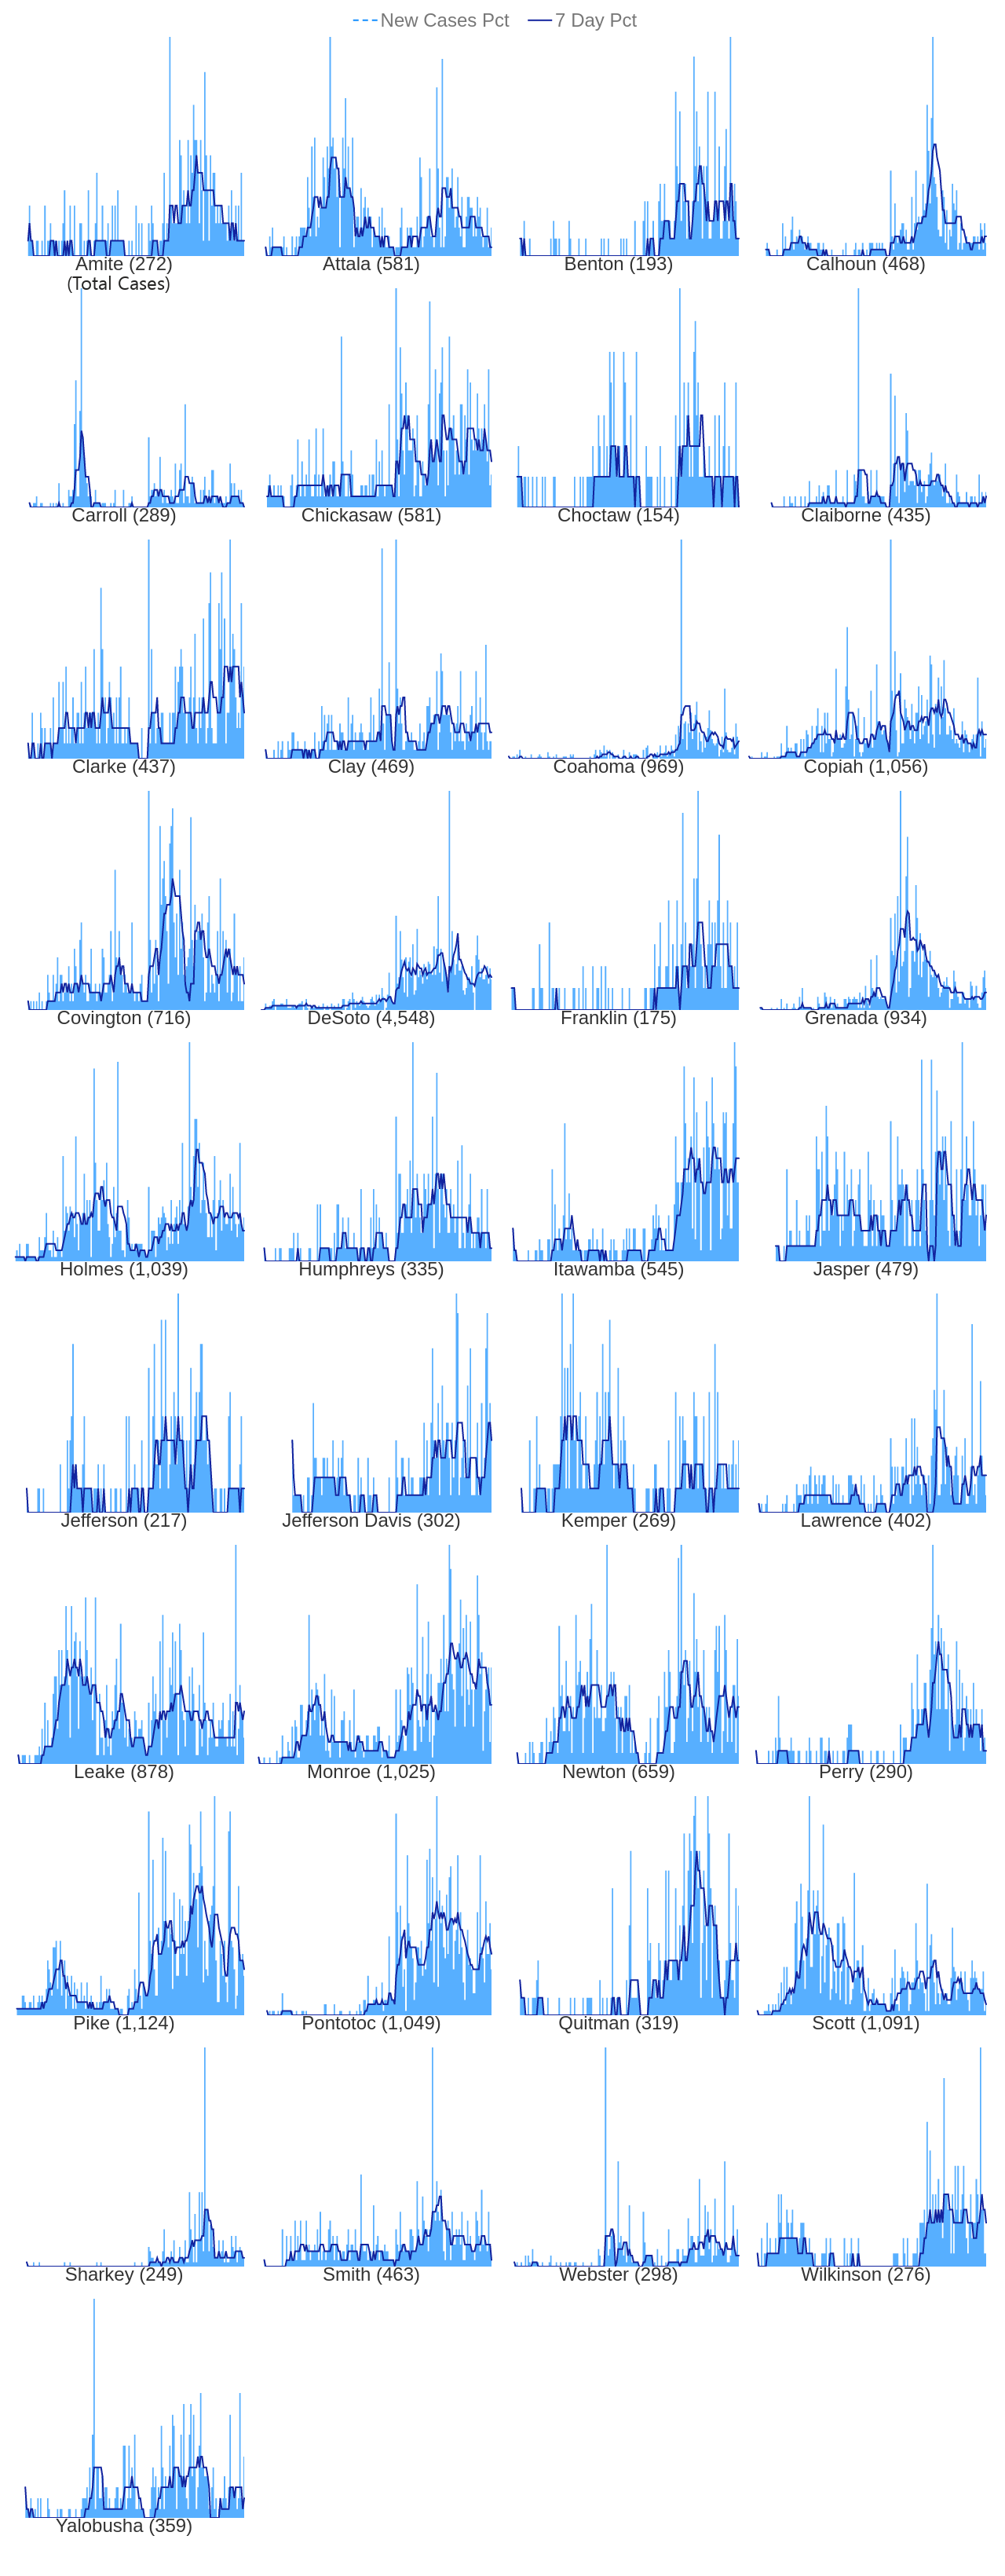 New Cases Pct 7 Day Pct
Amite (272) Attala (581) Benton (193) Calhoun (468)
(Total Cases)
Carroll (289) Chickasaw (581) Choctaw (154) Claiborne (435)
Clarke (437) Clay (469) Coahoma (969) Copiah (1,056)
Covington (716) DeSoto (4,548) Franklin (175) Grenada (934)
Holmes (1,039) Humphreys (335) Itawamba (545) Jasper (479)
Jefferson (217) Jefferson Davis (302) Kemper (269) Lawrence (402)
Leake (878) Monroe (1,025) Newton (659) Perry (290)
Pike (1,124) Pontotoc (1,049) Quitman (319) Scott (1,091)
Sharkey (249) Smith (463) Webster (298) Wilkinson (276)
Yalobusha (359)